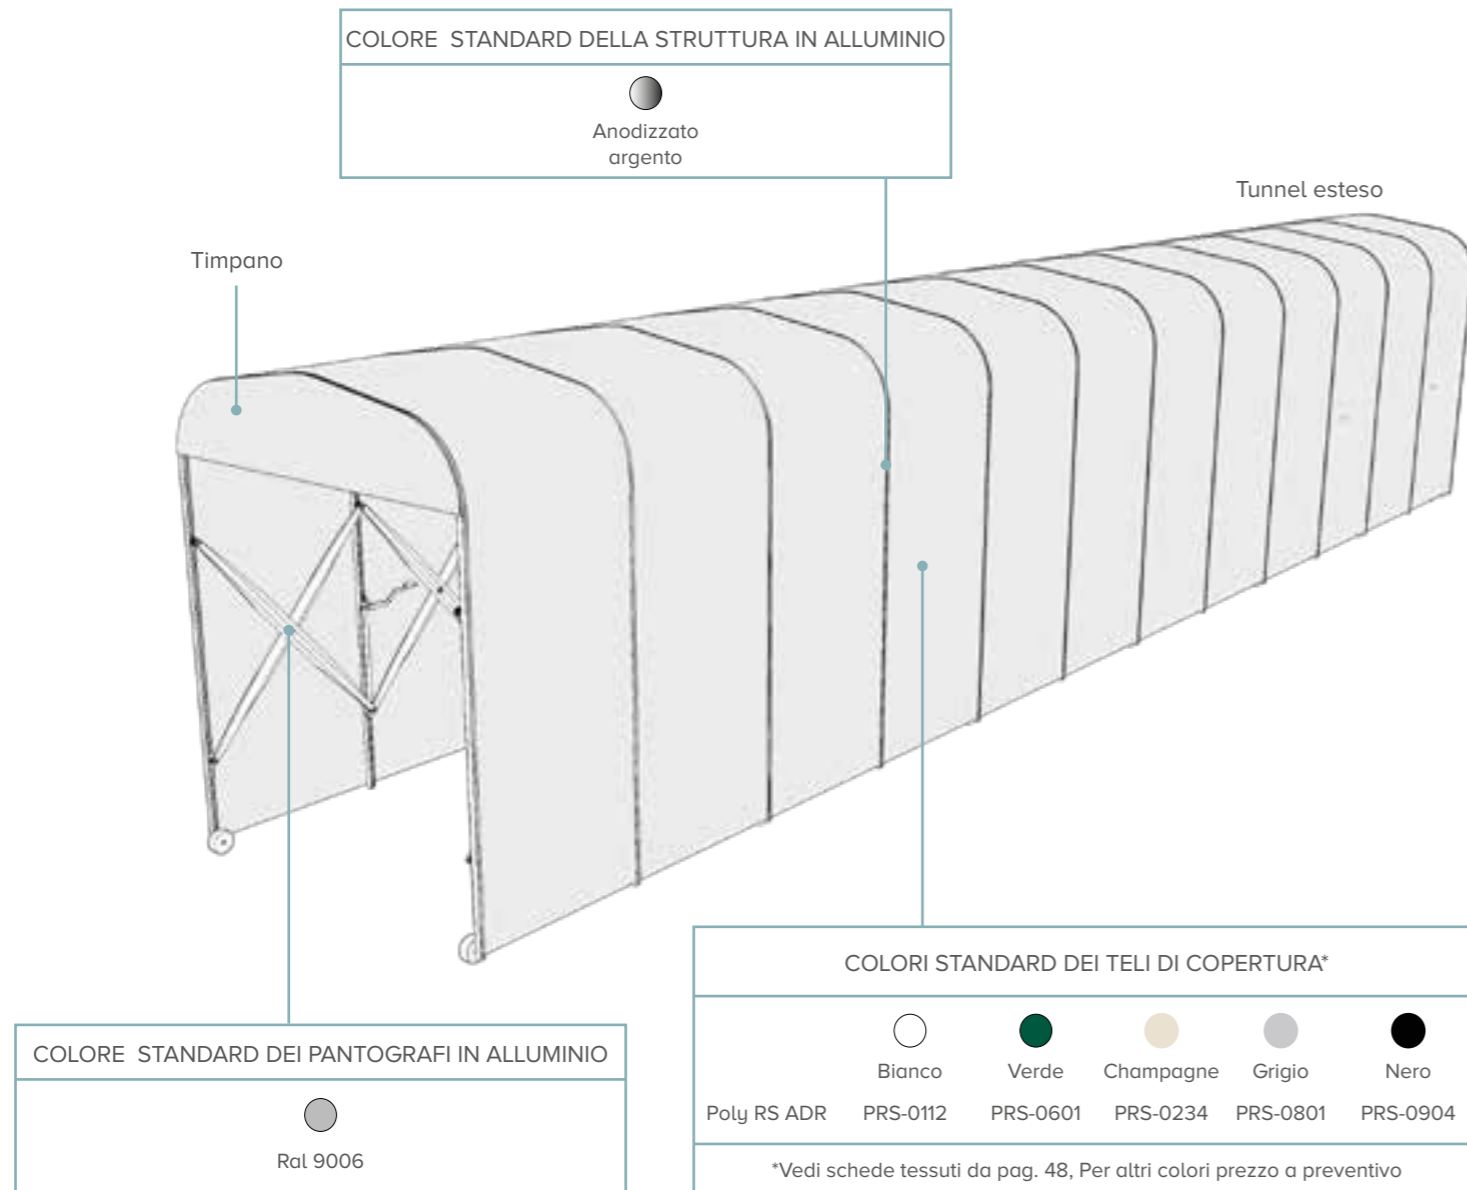 COLORE STANDARD DELLA STRUTTURA IN ALLUMINIO
Anodizzato
argento
Tunnel esteso
Timpano
COLORI STANDARD DEI TELI DI COPERTURA*
Bianco Verde Champagne Grigio Nero
Poly RS ADR PRS-0112 PRS-0601 PRS-0234 PRS-0801 PRS-0904
*Vedi schede tessuti da pag. 48, Per altri colori prezzo a preventivo
COLORE STANDARD DEI PANTOGRAFI IN ALLUMINIO
Ral 9006